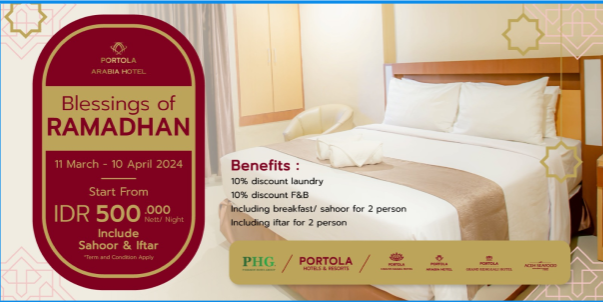 PORTOLA
ARABIA HOTEL
Blessings of
RAMADHAN
11 March - 10 April 2024
Start From
IDR 500.000
Nett/ Night
Include
Sahoor & Iftar
*Term and Condition Apply
Benefits :
10% discount laundry
10% discount F&B
Including breakfast/ sahoor for 2 person
Including iftar for 2 person
PHG
PORTOLA
HOTELS & RESORTS
PORTOLA
PORTOLA
ARABIA HOTEL
PORTOLA